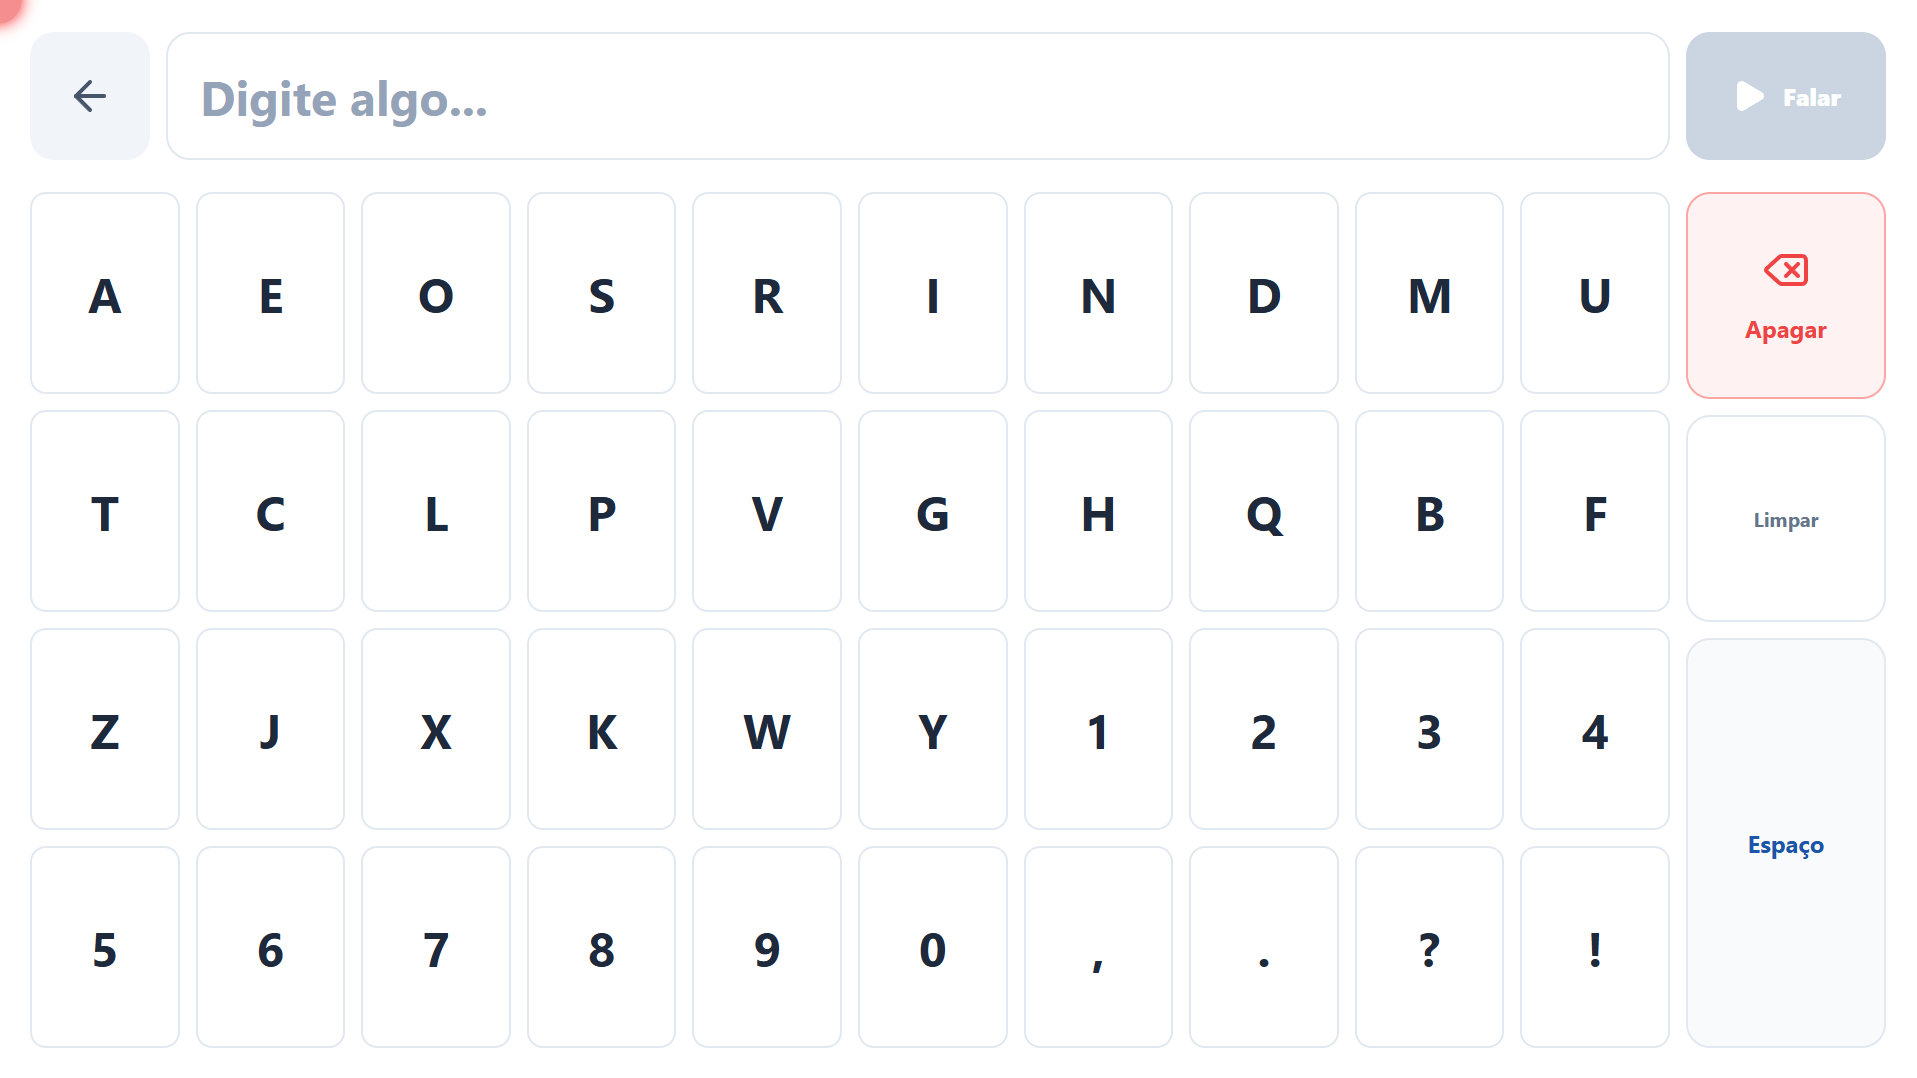 Digite algo...
Falar
A E O S R I N D M U
Apagar
T C L P V G H Q B F
Limpar
Z J X K W Y 1 2 3 4
Espaço
5 6 7 8 9 0 , . ? !